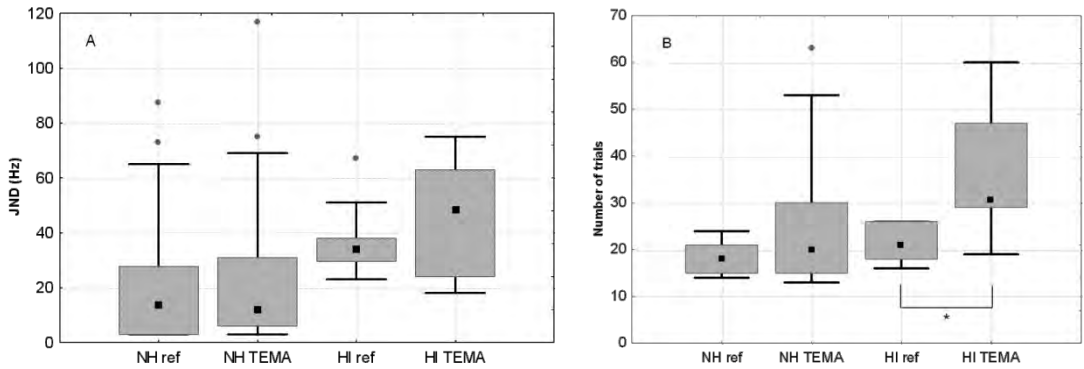 A
JND (Hz)
120
100
80
60
40
20
0
NH ref NH TEMA HI ref HI TEMA
B
Number of trials
70
60
50
40
30
20
10
0
*
NH ref NH TEMA HI ref HI TEMA